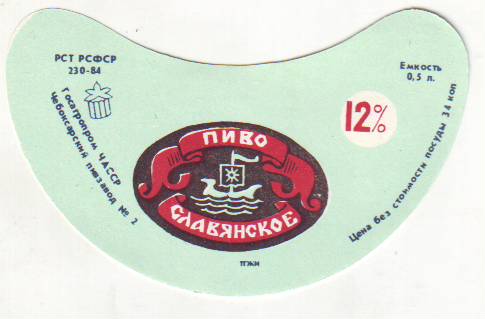 РСТ РСФСР
230-84
Госагропром ЧАССР
Чебоксарский пивзавод № 2
ПИВО
СЛАВЯНСКОЕ
12%
Емкость
0,5 л.
Цена без стоимости посуды 34 коп